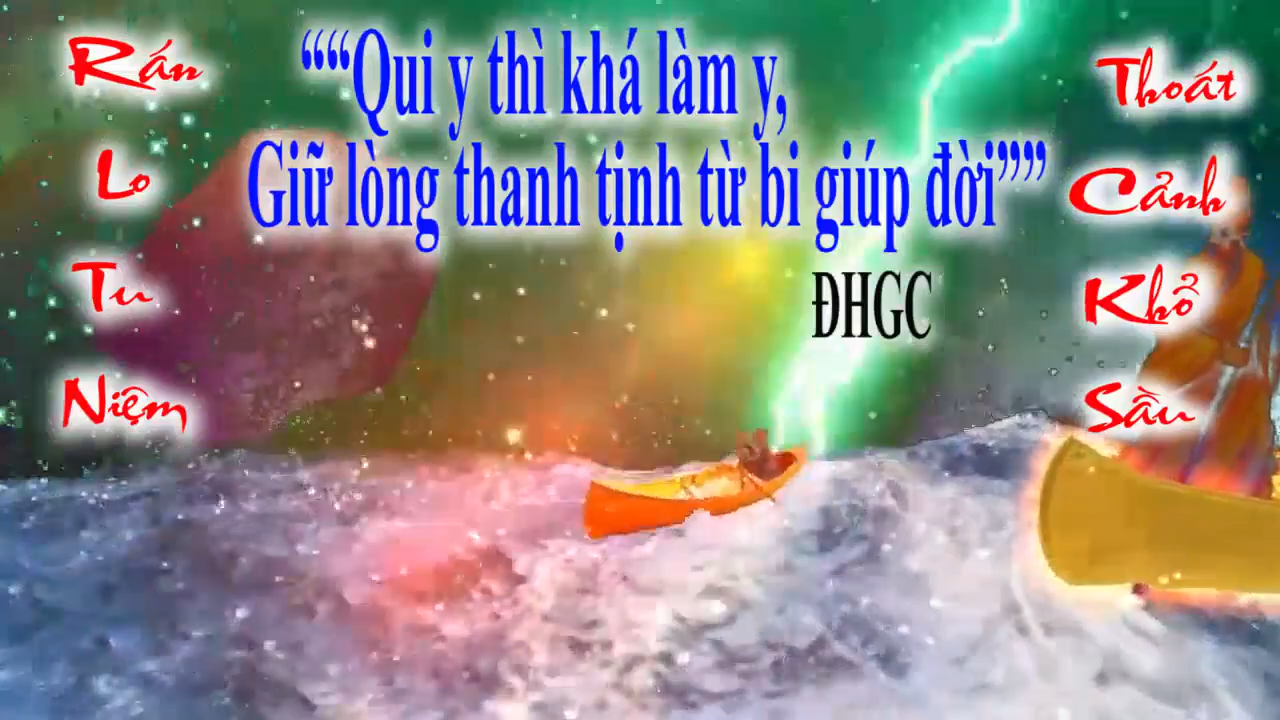 Rấn
Lo
Tu
Niệm
““Qui y thì khá làm y,
Giữ lòng thanh tịnh từ bi giúp đời””
ĐHGC
Thoát
Cảnh
Khổ
Sầu